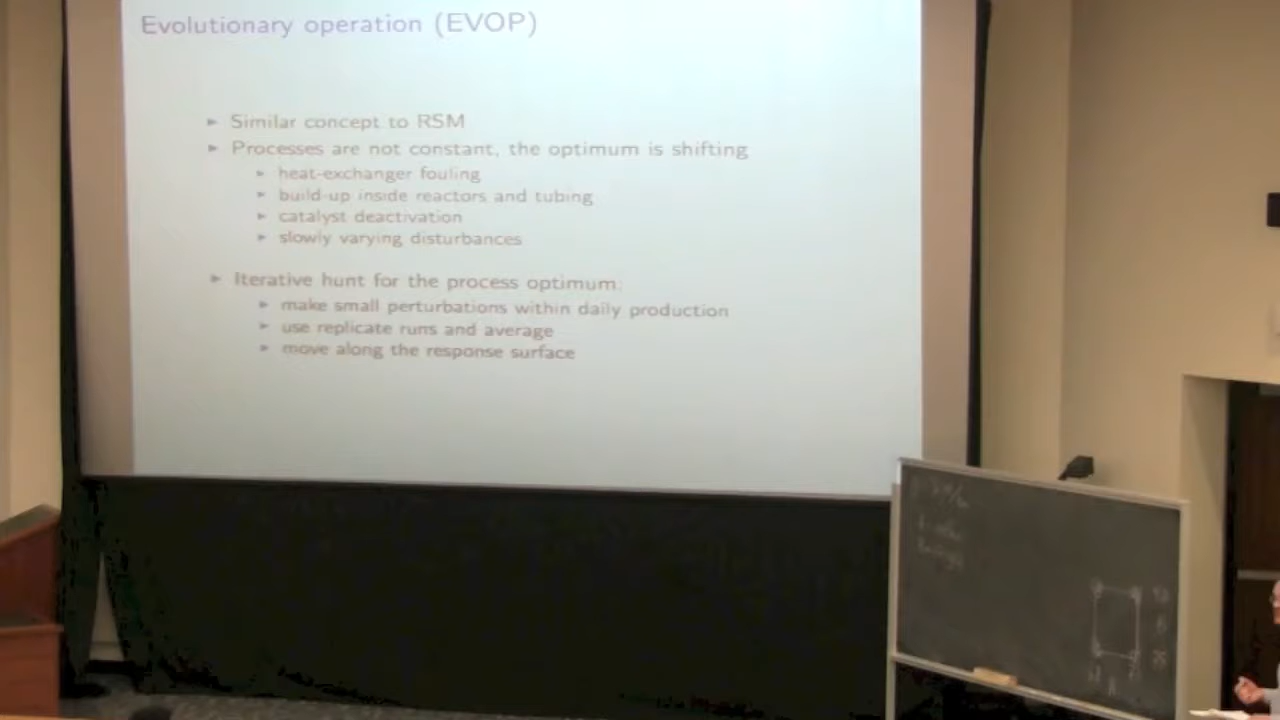 Evolutionary operation (EVOP)
Similar concept to RSM
Processes are not constant, the optimum is shifting
heat-exchanger fouling
build-up inside reactors and tubing
catalyst deactivation
slowly varying disturbances
Iterative hunt for the process optimum:
make small perturbations within daily production
use replicate runs and average
move along the response surface